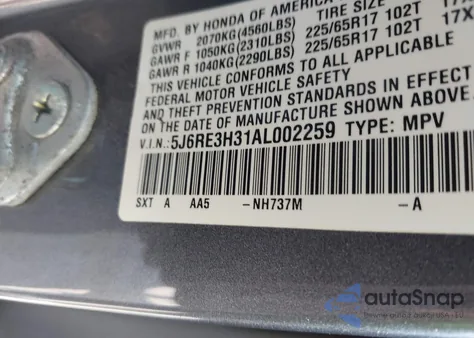 MFD. BY HONDA OF AMERICA
GVWR 2070KG(4560LBS) TIRE SIZE
GAWR F 1050KG(2310LBS) 225/65R17 102T 17X
GAWR R 1040KG(2290LBS) 225/65R17 102T 17X
THIS VEHICLE CONFORMS TO ALL APPLICABLE
FEDERAL MOTOR VEHICLE SAFETY
AND THEFT PREVENTION STANDARDS IN EFFECT
ON THE DATE OF MANUFACTURE SHOWN ABOVE.
V.I.N.: 5J6RE3H31AL002259 TYPE: MPV
SXT A AA5 -NH737M -A
autoSnap